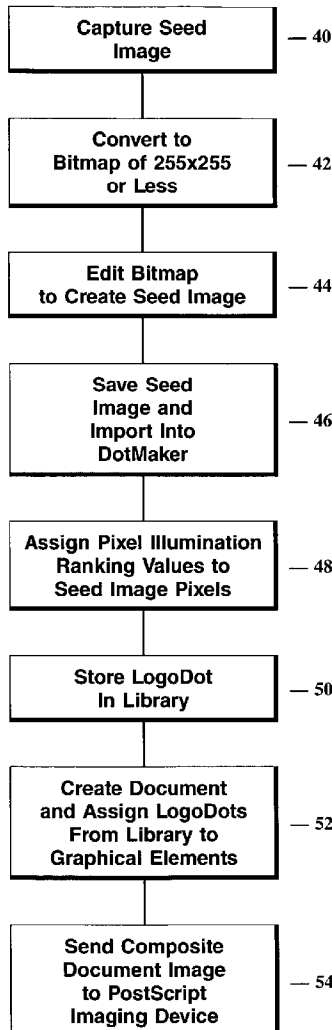 Capture Seed
Image
— 40
Convert to
Bitmap of 255x255
or Less
— 42
Edit Bitmap
to Create Seed Image
— 44
Save Seed
Image and
Import Into
DotMaker
— 46
Assign Pixel Illumination
Ranking Values to
Seed Image Pixels
— 48
Store LogoDot
In Library
— 50
Create Document
and Assign LogoDots
From Library to
Graphical Elements
— 52
Send Composite
Document Image
to PostScript
Imaging Device
— 54